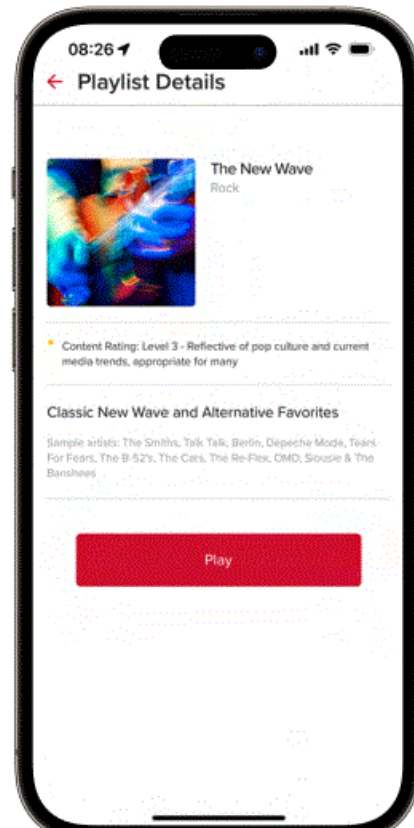 08:26
Playlist Details
The New Wave
Rock
Content Rating: Level 3 - Reflective of pop culture and current
media trends, appropriate for many
Classic New Wave and Alternative Favorites
Sample artists: The Smiths, Talk Talk, Berlin, Depeche Mode, Tears
For Fears, The B-52's, The Cars, The Re-Flex, OMD, Siousie & The
Banshees
Play